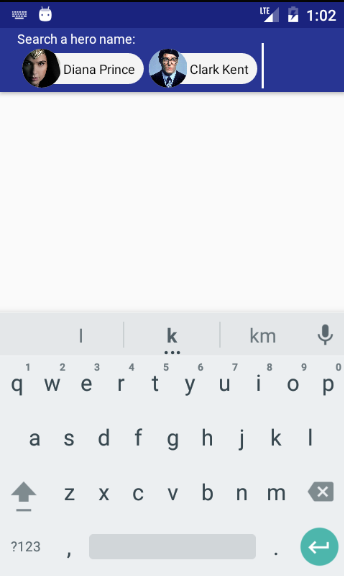 LTE 1:02
Search a hero name:
Diana Prince Clark Kent
l k km
1 2 3 4 5 6 7 8 9 0
q w e r t y u i o p
a s d f g h j k l
z x c v b n m
?123 , .